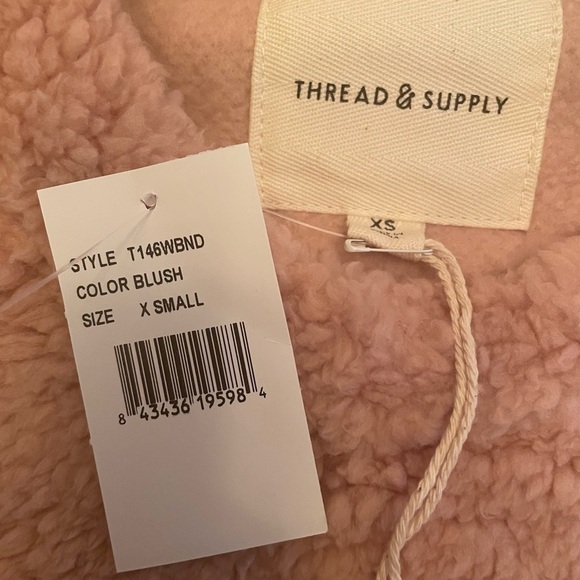 THREAD & SUPPLY
XS
STYLE T146WBND
COLOR BLUSH
SIZE X SMALL
8 43436 19598 4